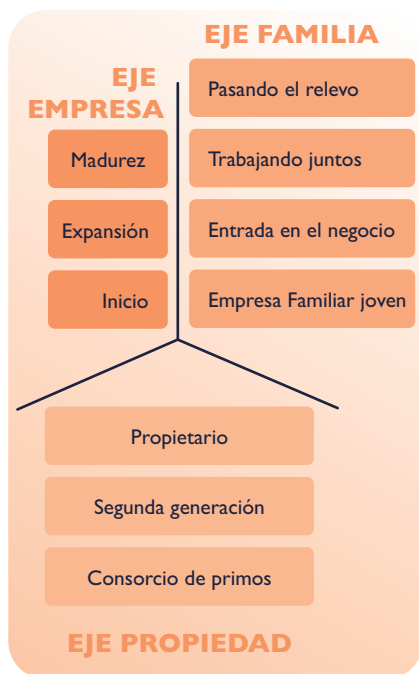 EJE FAMILIA
Pasando el relevo
Trabajando juntos
Entrada en el negocio
Empresa Familiar joven
EJE
EMPRESA
Madurez
Expansión
Inicio
Propietario
Segunda generación
Consorcio de primos
EJE PROPIEDAD